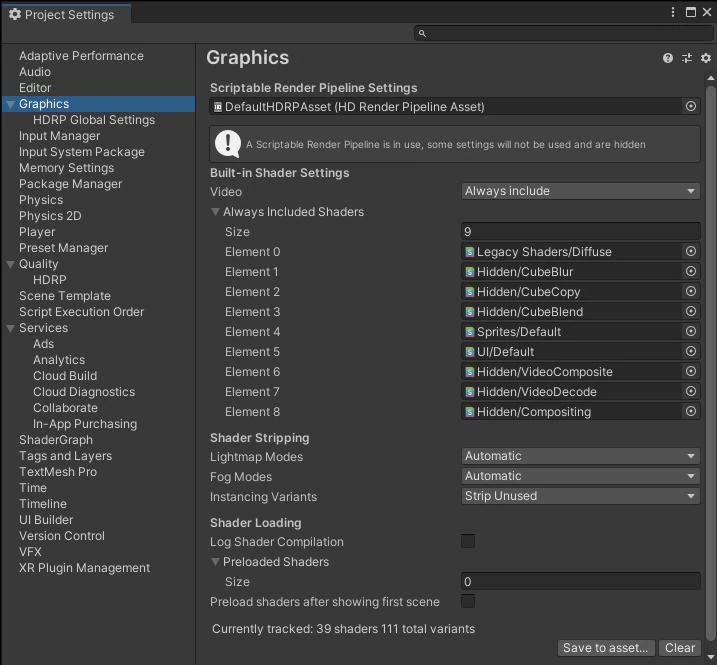 Project Settings
Adaptive Performance
Audio
Editor
Graphics
HDRP Global Settings
Input Manager
Input System Package
Memory Settings
Package Manager
Physics
Physics 2D
Player
Preset Manager
Quality
HDRP
Scene Template
Script Execution Order
Services
Ads
Analytics
Cloud Build
Cloud Diagnostics
Collaborate
In-App Purchasing
ShaderGraph
Tags and Layers
TextMesh Pro
Time
Timeline
UI Builder
Version Control
VFX
XR Plugin Management
Graphics
Scriptable Render Pipeline Settings
DefaultHDRPAsset (HD Render Pipeline Asset)
A Scriptable Render Pipeline is in use, some settings will not be used and are hidden
Built-in Shader Settings
Video Always include
Always Included Shaders
Size 9
Element 0 Legacy Shaders/Diffuse
Element 1 Hidden/CubeBlur
Element 2 Hidden/CubeCopy
Element 3 Hidden/CubeBlend
Element 4 Sprites/Default
Element 5 UI/Default
Element 6 Hidden/VideoComposite
Element 7 Hidden/VideoDecode
Element 8 Hidden/Compositing
Shader Stripping
Lightmap Modes Automatic
Fog Modes Automatic
Instancing Variants Strip Unused
Shader Loading
Log Shader Compilation
Preloaded Shaders
Size 0
Preload shaders after showing first scene
Currently tracked: 39 shaders 111 total variants
Save to asset... Clear